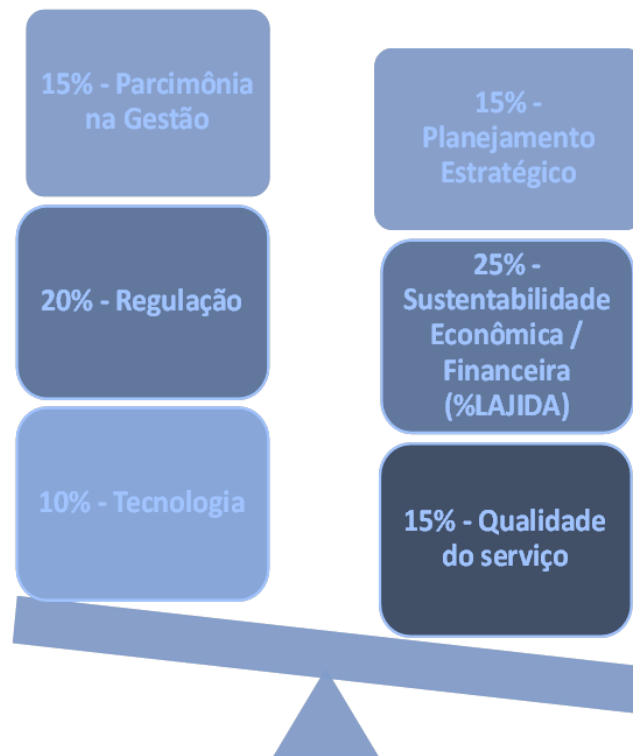 15% - Parcimônia
na Gestão
20% - Regulação
10% - Tecnologia
15% -
Planejamento
Estratégico
25% -
Sustentabilidade
Econômica /
Financeira
(%LAJIDA)
15% - Qualidade
do serviço